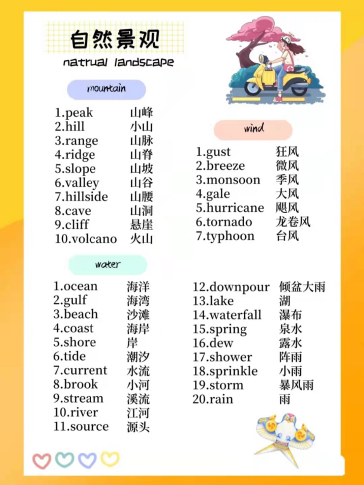 自然景观
natrual landscape
mountain
1.peak 山峰
2.hill 小山
3.range 山脉
4.ridge 山脊
5.slope 山坡
6.valley 山谷
7.hillside 山腰
8.cave 山洞
9.cliff 悬崖
10.volcano 火山
wind
1.gust 狂风
2.breeze 微风
3.monsoon 季风
4.gale 大风
5.hurricane 飓风
6.tornado 龙卷风
7.typhoon 台风
water
1.ocean 海洋
2.gulf 海湾
3.beach 沙滩
4.coast 海岸
5.shore 岸
6.tide 潮汐
7.current 水流
8.brook 小河
9.stream 溪流
10.river 江河
11.source 源头
12.downpour 倾盆大雨
13.lake 湖
14.waterfall 瀑布
15.spring 泉水
16.dew 露水
17.shower 阵雨
18.sprinkle 小雨
19.storm 暴风雨
20.rain 雨